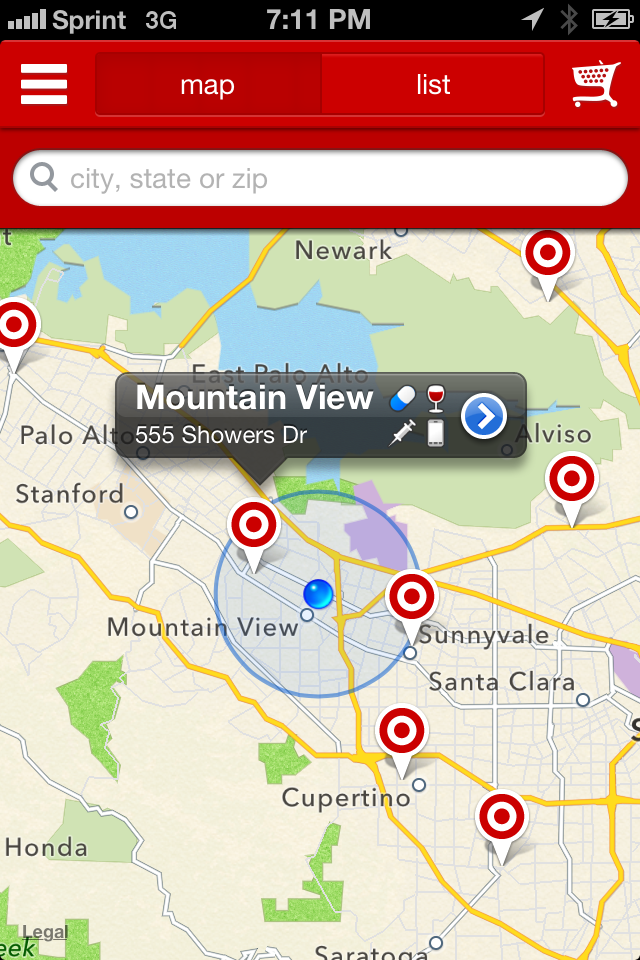 Sprint 3G 7:11 PM
map list
city, state or zip
t
Newark
East Palo Alto
Mountain View
555 Showers Dr
Palo Alto
Alviso
Stanford
Mountain View
Sunnyvale
Santa Clara
S
Cupertino
Honda
Legal
eek
Saratoga